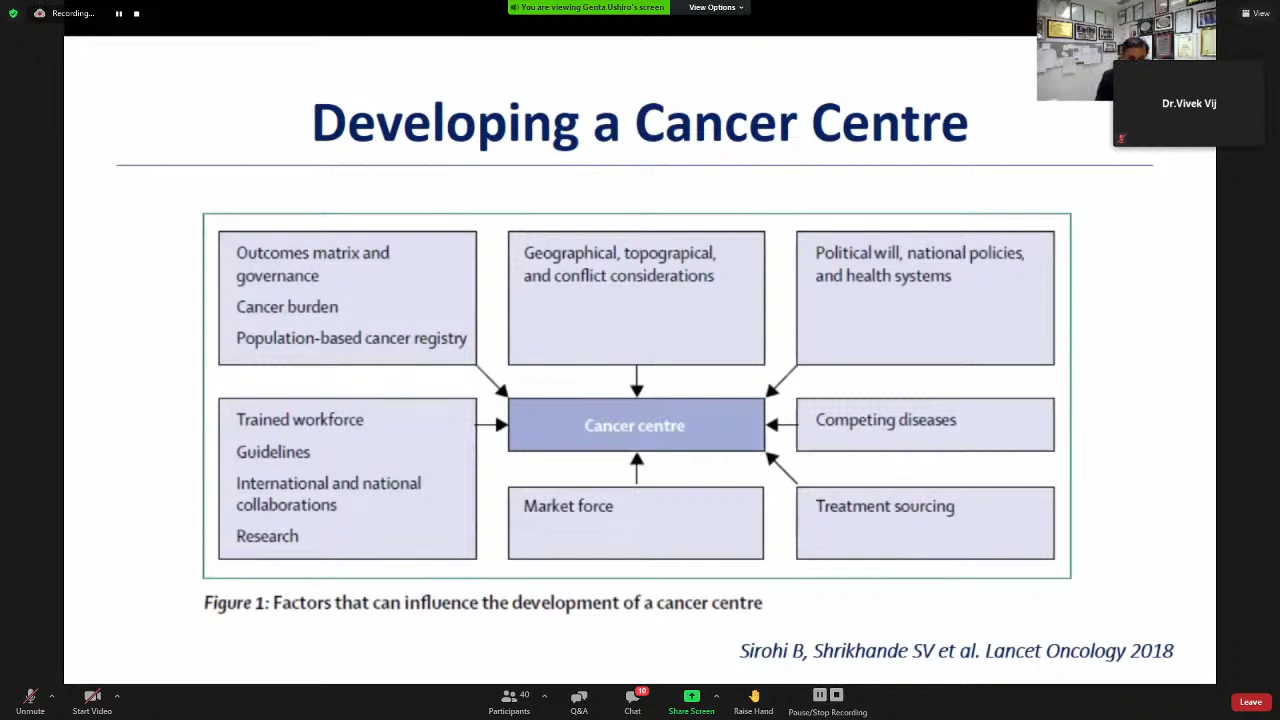 Recording...
You are viewing Genta Ushiro's screen
View Options
View
Dr.Vivek Vij
Developing a Cancer Centre
Outcomes matrix and
governance
Cancer burden
Population-based cancer registry
Geographical, topograpical,
and conflict considerations
Political will, national policies,
and health systems
Trained workforce
Guidelines
International and national
collaborations
Research
Cancer centre
Competing diseases
Market force
Treatment sourcing
Figure 1: Factors that can influence the development of a cancer centre
Sirohi B, Shrikhande SV et al. Lancet Oncology 2018
Unmute
Start Video
40
Participants
Q&A
10
Chat
Share Screen
Raise Hand
Pause/Stop Recording
Leave